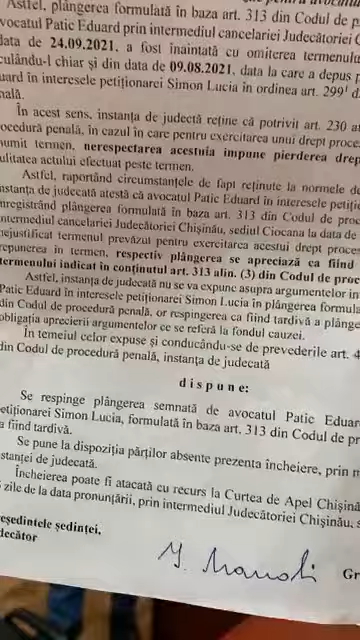 Astfel, plângerea formulată în baza art. 313 din Codul de p
vocatul Patic Eduard prin intermediul cancelariei Judecătoriei C
data de 24.09.2021, a fost înaintată cu omiterea termenulu
culându-l chiar și din data de 09.08.2021, data la care a depus
uard în interesele petiționarei Simon Lucia în ordinea art. 299¹ d
nală.
În acest sens, instanța de judectă reține că potrivit art. 230 al
ocedură penală, în cazul în care pentru exercitarea unui drept proce
numit termen, nerespectarea acestuia impune pierderea drep
ulitatea actului efectuat peste termen.
Astfel, raportând circumstanțele de fapt reținute la normele de
instanța de judecată atestă că avocatul Patic Eduard în interesele petiți
nregistrând plângerea formulată în baza art. 313 din Codul de proc
intermediul cancelariei Judecătoriei Chișinău, sediul Ciocana la data de
nejustificat termenul prevăzut pentru exercitarea acestui drept proces
repunerea în termen, respectiv plângerea se apreciază ca fiind
termenului indicat în conținutul art. 313 alin. (3) din Codul de proc
Astfel, instanța de judecată nu se va expune asupra argumentelor in
Patic Eduard în interesele petiționarei Simon Lucia în plângerea formula
din Codul de procedură penală, or respingerea ca fiind tardivă a plânge
obligația aprecierii argumentelor ce se referă la fondul cauzei.
În temeiul celor expuse și conducându-se de prevederile art. 4
din Codul de procedură penală, instanța de judecată
dispune:
Se respinge plângerea semnată de avocatul Patic Eduar
petiționarei Simon Lucia, formulată în baza art. 313 din Codul de pr
a fiind tardivă.
Se pune la dispoziția părților absente prezenta încheiere, prin m
stanței de judecată.
Încheierea poate fi atacată cu recurs la Curtea de Apel Chișină
zile de la data pronunțării, prin intermediul Judecătoriei Chișinău, s
eședintele ședinței,
decător
Gr